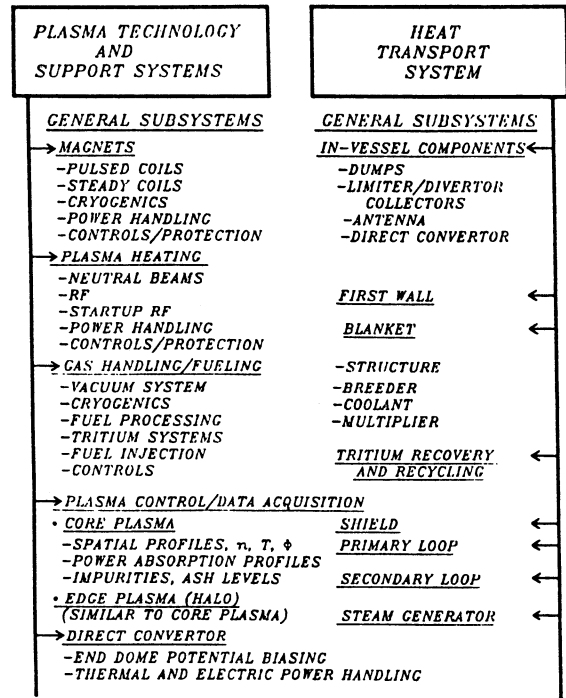 PLASMA TECHNOLOGY
AND
SUPPORT SYSTEMS
GENERAL SUBSYSTEMS
MAGNETS
-PULSED COILS
-STEADY COILS
-CRYOGENICS
-POWER HANDLING
-CONTROLS/PROTECTION
PLASMA HEATING
-NEUTRAL BEAMS
-RF
-STARTUP RF
-POWER HANDLING
-CONTROLS/PROTECTION
GAS HANDLING/FUELING
-VACUUM SYSTEM
-CRYOGENICS
-FUEL PROCESSING
-TRITIUM SYSTEMS
-FUEL INJECTION
-CONTROLS
PLASMA CONTROL/DATA ACQUISITION
• CORE PLASMA
-SPATIAL PROFILES, n, T, Φ
-POWER ABSORPTION PROFILES
-IMPURITIES, ASH LEVELS
• EDGE PLASMA (HALO)
(SIMILAR TO CORE PLASMA)
DIRECT CONVERTOR
-END DOME POTENTIAL BIASING
-THERMAL AND ELECTRIC POWER HANDLING
HEAT
TRANSPORT
SYSTEM
GENERAL SUBSYSTEMS
IN-VESSEL COMPONENTS
-DUMPS
-LIMITER/DIVERTOR
COLLECTORS
-ANTENNA
-DIRECT CONVERTOR
FIRST WALL
BLANKET
-STRUCTURE
-BREEDER
-COOLANT
-MULTIPLIER
TRITIUM RECOVERY
AND RECYCLING
SHIELD
PRIMARY LOOP
SECONDARY LOOP
STEAM GENERATOR